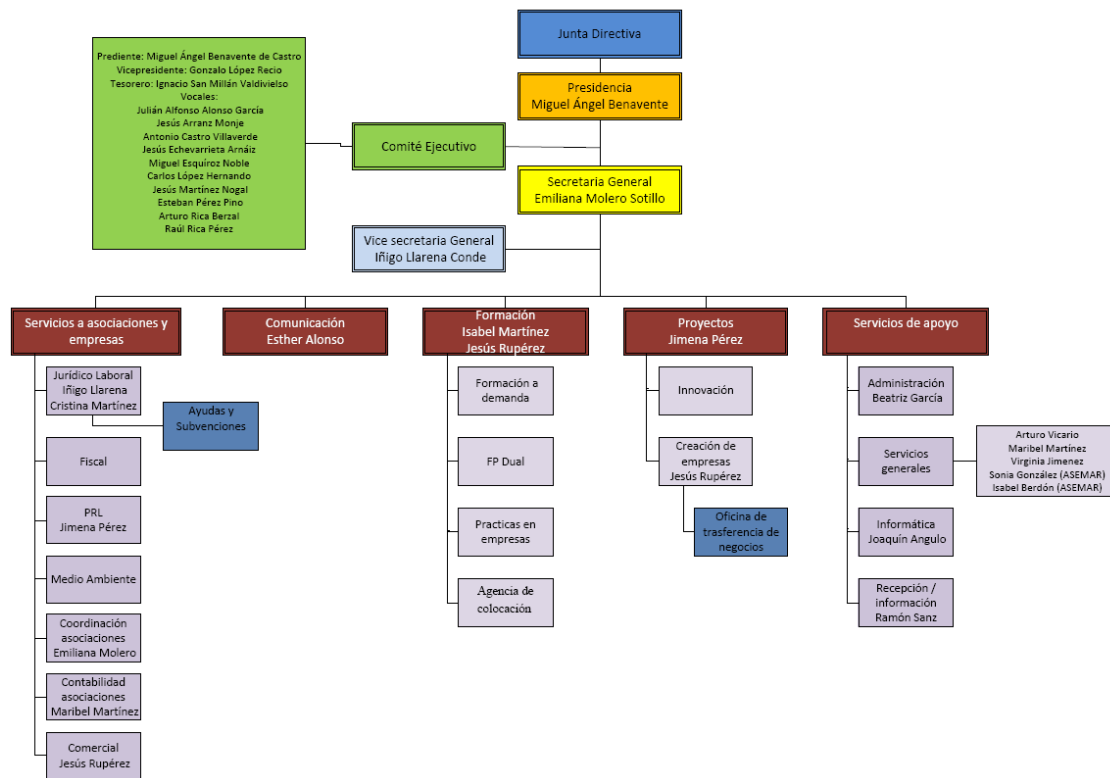 Junta Directiva
Presidencia
Miguel Ángel Benavente
Prediente: Miguel Ángel Benavente de Castro
Vicepresidente: Gonzalo López Recio
Tesorero: Ignacio San Millán Valdivielso
Vocales:
Julián Alfonso Alonso García
Jesús Arranz Monje
Antonio Castro Villaverde
Jesús Echevarrieta Arnáiz
Miguel Esquíroz Noble
Carlos López Hernando
Jesús Martínez Nogal
Esteban Pérez Pino
Arturo Rica Berzal
Raúl Rica Pérez
Comité Ejecutivo
Secretaria General
Emiliana Molero Sotillo
Vice secretaria General
Iñigo Llarena Conde
Servicios a asociaciones y
empresas
Jurídico Laboral
Iñigo Llarena
Cristina Martínez
Ayudas y
Subvenciones
Fiscal
PRL
Jimena Pérez
Medio Ambiente
Coordinación
asociaciones
Emiliana Molero
Contabilidad
asociaciones
Maribel Martínez
Comercial
Jesús Rupérez
Comunicación
Esther Alonso
Formación
Isabel Martínez
Jesús Rupérez
Formación a
demanda
FP Dual
Practicas en
empresas
Agencia de
colocación
Proyectos
Jimena Pérez
Innovación
Creación de
empresas
Jesús Rupérez
Oficina de
trasferencia de
negocios
Servicios de apoyo
Administración
Beatriz García
Servicios
generales
Arturo Vicario
Maribel Martínez
Virginia Jimenez
Sonia González (ASEMAR)
Isabel Berdón (ASEMAR)
Informática
Joaquín Angulo
Recepción /
información
Ramón Sanz